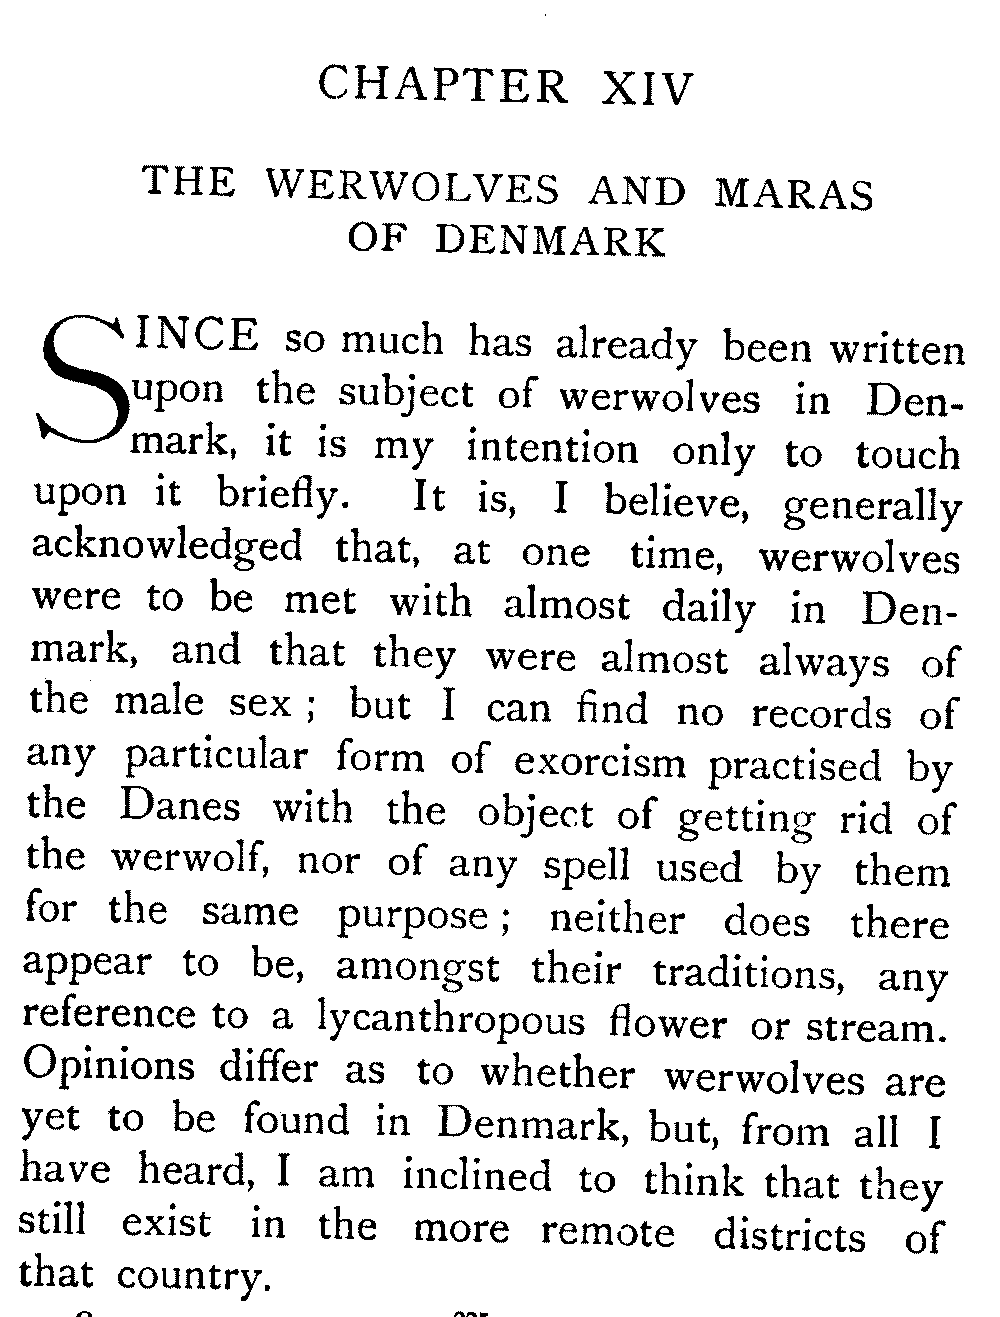 CHAPTER XIV
THE WERWOLVES AND MARAS
OF DENMARK
SINCE so much has already been written
upon the subject of werwolves in Den-
mark, it is my intention only to touch
upon it briefly. It is, I believe, generally
acknowledged that, at one time, werwolves
were to be met with almost daily in Den-
mark, and that they were almost always of
the male sex ; but I can find no records of
any particular form of exorcism practised by
the Danes with the object of getting rid of
the werwolf, nor of any spell used by them
for the same purpose ; neither does there
appear to be, amongst their traditions, any
reference to a lycanthropous flower or stream.
Opinions differ as to whether werwolves are
yet to be found in Denmark, but, from all I
have heard, I am inclined to think that they
still exist in the more remote districts of
that country.